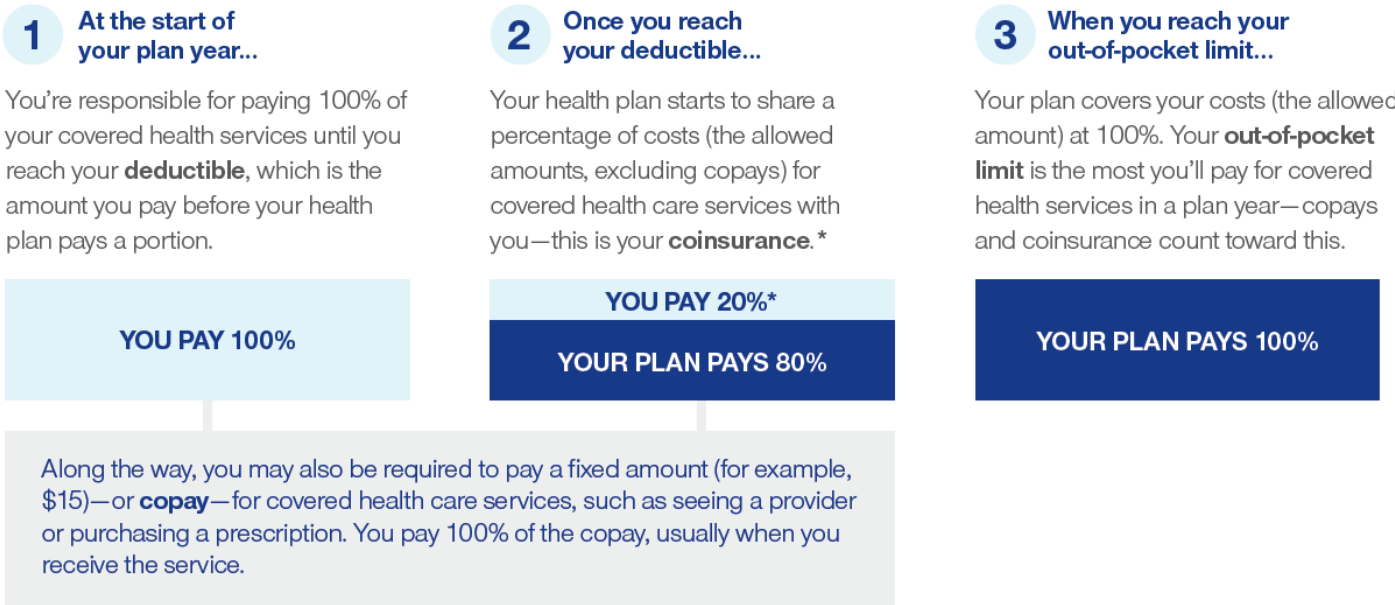 1
At the start of
your plan year...
You're responsible for paying 100% of
your covered health services until you
reach your deductible, which is the
amount you pay before your health
plan pays a portion.
YOU PAY 100%
2
Once you reach
your deductible...
Your health plan starts to share a
percentage of costs (the allowed
amounts, excluding copays) for
covered health care services with
you—this is your coinsurance.*
YOU PAY 20%*
YOUR PLAN PAYS 80%
3
When you reach your
out-of-pocket limit...
Your plan covers your costs (the allowed
amount) at 100%. Your out-of-pocket
limit is the most you'll pay for covered
health services in a plan year—copays
and coinsurance count toward this.
YOUR PLAN PAYS 100%
Along the way, you may also be required to pay a fixed amount (for example,
$15)—or copay—for covered health care services, such as seeing a provider
or purchasing a prescription. You pay 100% of the copay, usually when you
receive the service.